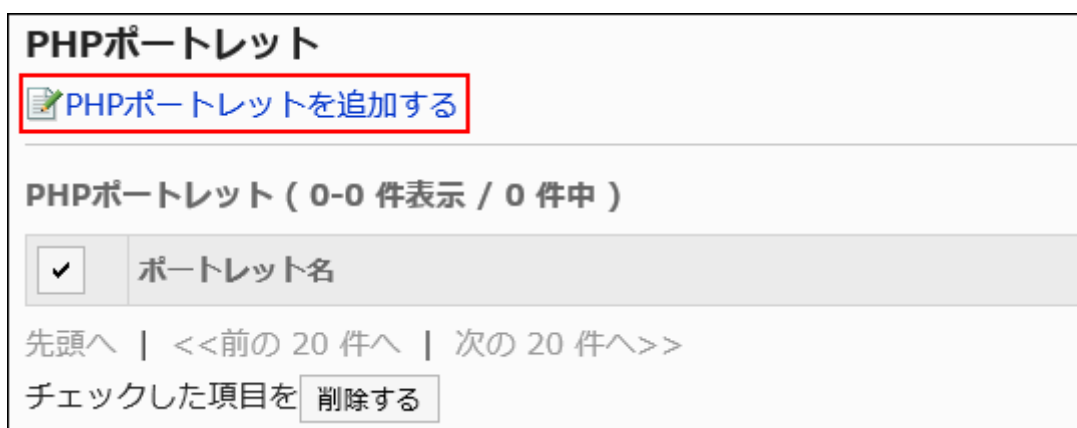 PHPポートレット
PHPポートレットを追加する
PHPポートレット ( 0-0 件表示 / 0 件中 )
ポートレット名
先頭へ | <<前の 20 件へ | 次の 20 件へ>>
チェックした項目を 削除する